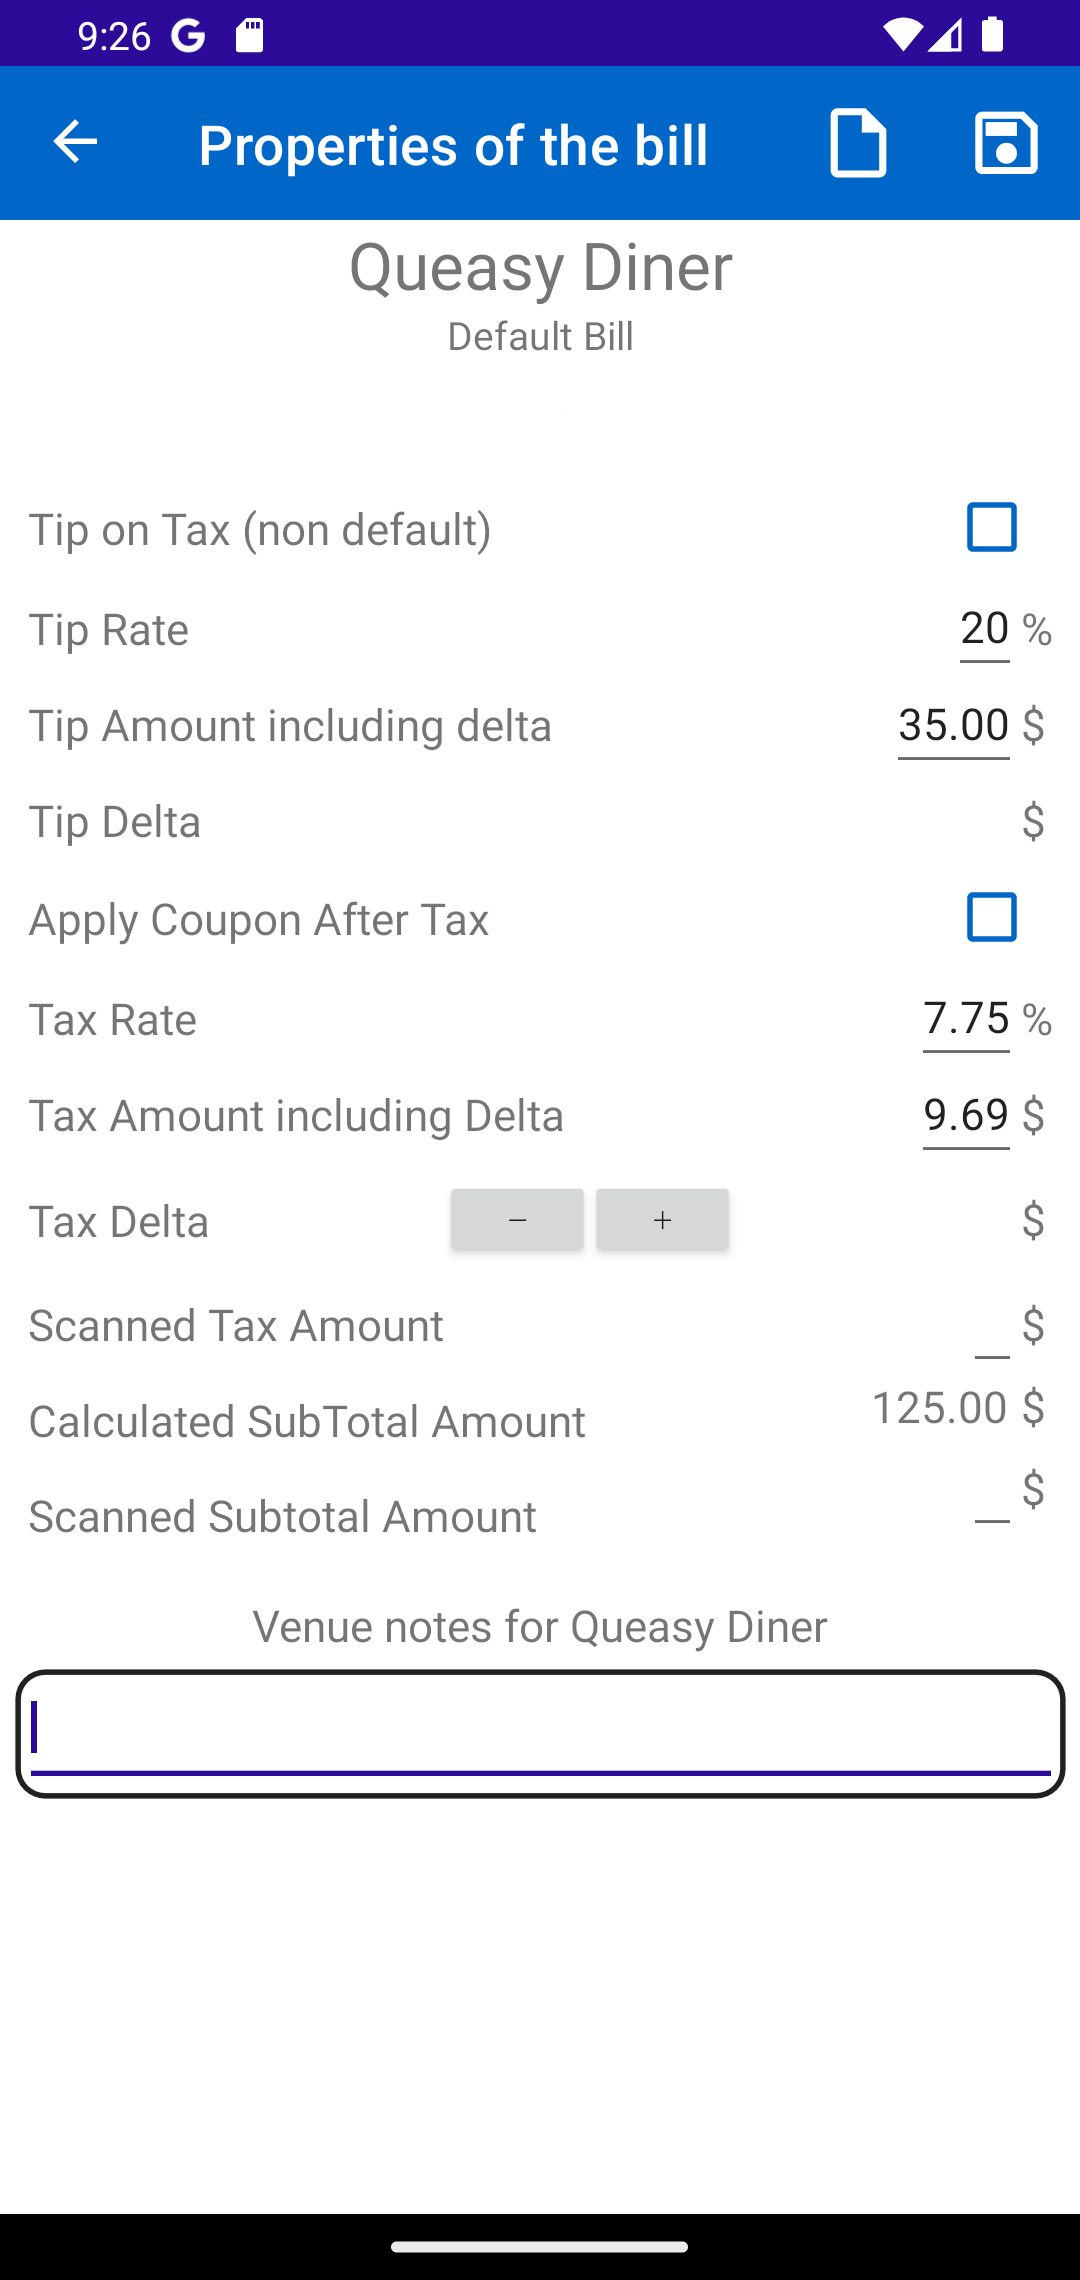 9:26
Properties of the bill
Queasy Diner
Default Bill
Tip on Tax (non default)
Tip Rate 20 %
Tip Amount including delta 35.00 $
Tip Delta $
Apply Coupon After Tax
Tax Rate 7.75 %
Tax Amount including Delta 9.69 $
Tax Delta − + $
Scanned Tax Amount $
Calculated SubTotal Amount 125.00 $
Scanned Subtotal Amount $
Venue notes for Queasy Diner